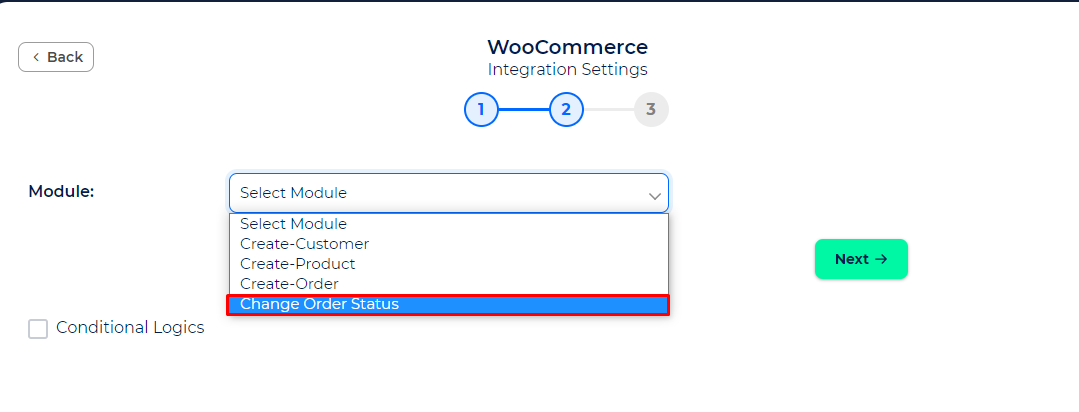 Back
WooCommerce
Integration Settings
1 2 3
Module:
Select Module
Select Module
Create-Customer
Create-Product
Create-Order
Next →
Change Order Status
Conditional Logics